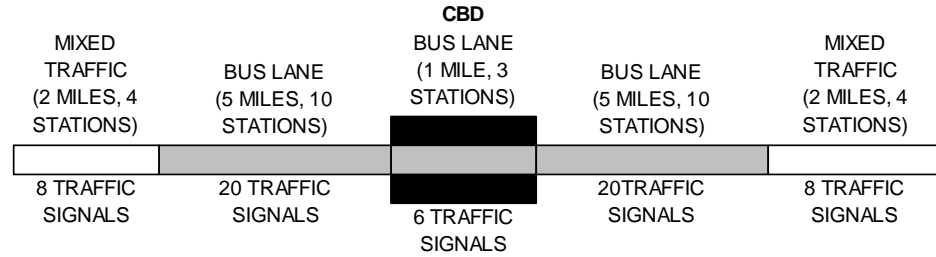 CBD
MIXED
TRAFFIC
(2 MILES, 4
STATIONS)
BUS LANE
(5 MILES, 10
STATIONS)
BUS LANE
(1 MILE, 3
STATIONS)
BUS LANE
(5 MILES, 10
STATIONS)
MIXED
TRAFFIC
(2 MILES, 4
STATIONS)
8 TRAFFIC
SIGNALS
20 TRAFFIC
SIGNALS
6 TRAFFIC
SIGNALS
20TRAFFIC
SIGNALS
8 TRAFFIC
SIGNALS